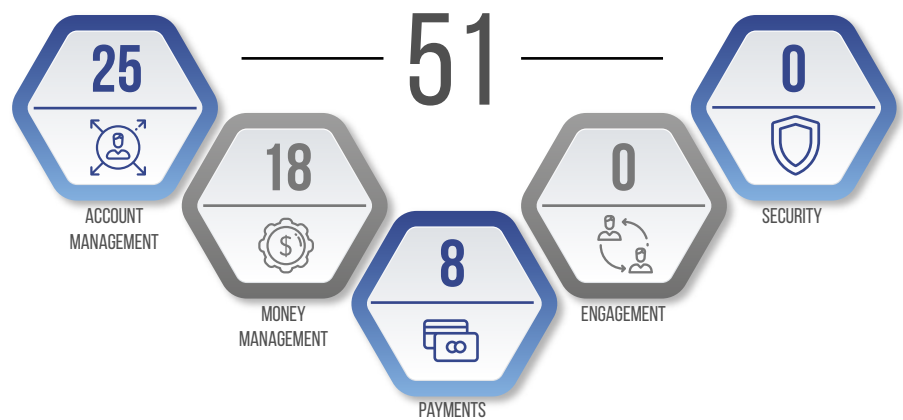 51
25
ACCOUNT
MANAGEMENT
18
$
MONEY
MANAGEMENT
8
PAYMENTS
0
ENGAGEMENT
0
SECURITY